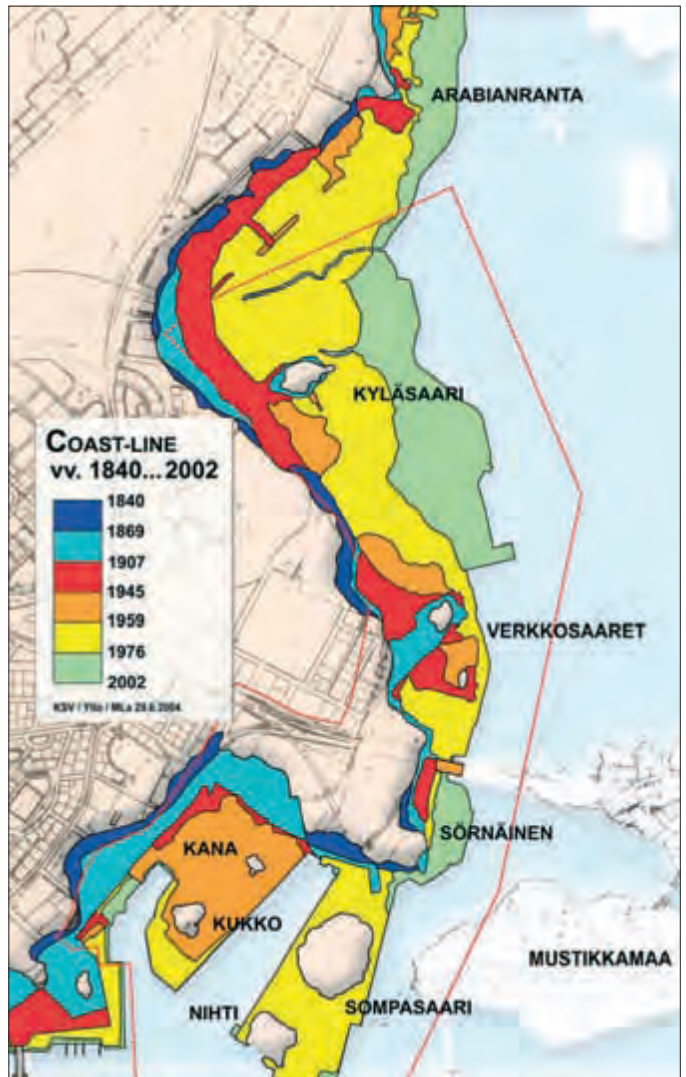 ARABIANRANTA
KYLÄSAARI
COAST-LINE
vv. 1840...2002
1840
1869
1907
1945
1959
1976
2002
KSV / Ylio / MLa 29.6.2004.
VERKKOSAARET
SÖRNÄINEN
KANA
KUKKO
MUSTIKKAMAA
NIHTI
SOMPASAARI